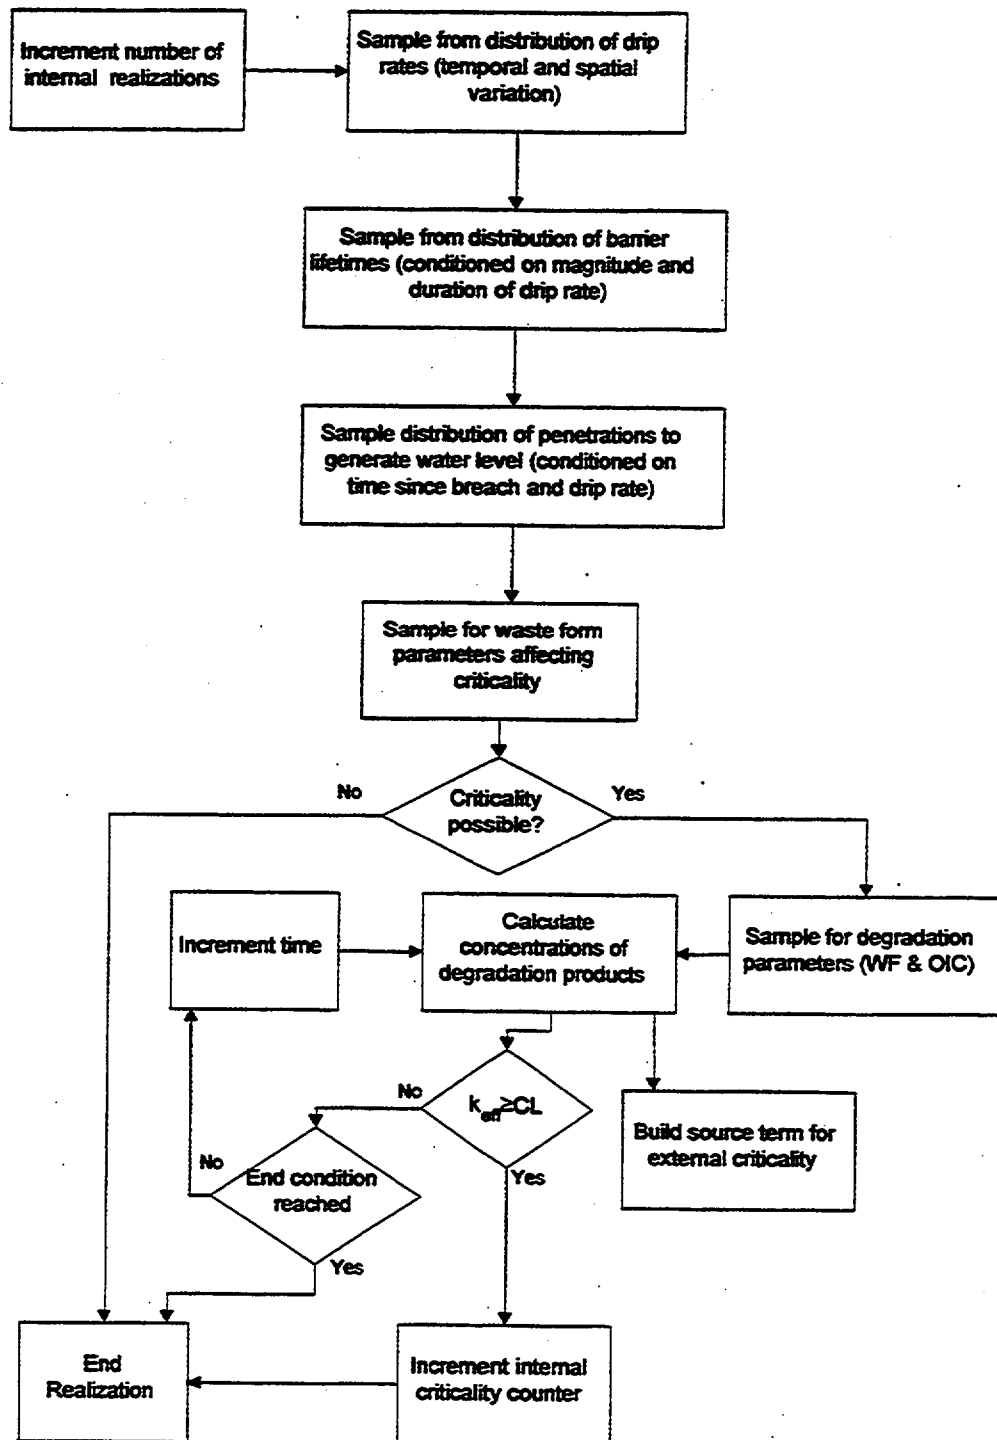 Increment number of
internal realizations
Sample from distribution of drip
rates (temporal and spatial
variation)
Sample from distribution of barrier
lifetimes (conditioned on magnitude and
duration of drip rate)
Sample distribution of penetrations to
generate water level (conditioned on
time since breach and drip rate)
Sample for waste form
parameters affecting
criticality
No
Criticality
possible?
Yes
Increment time
Calculate
concentrations of
degradation products
Sample for degradation
parameters (WF & OIC)
No
k_eff≥CL
Yes
Build source term for
external criticality
No
End condition
reached
Yes
End
Realization
Increment internal
criticality counter